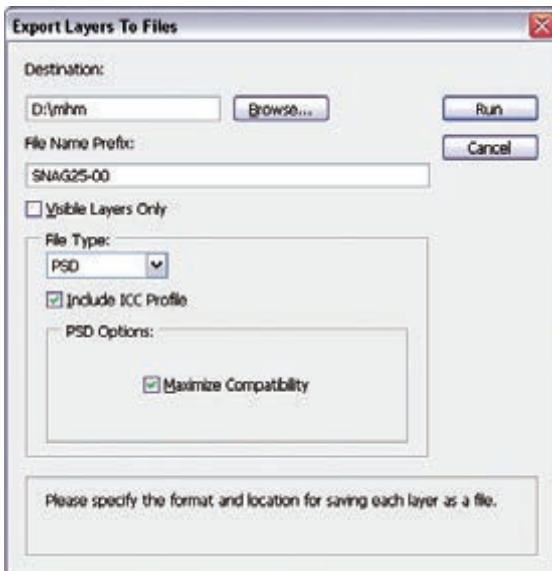 Export Layers To Files
Destination:
D:\mhm
Browse...
Run
File Name Prefix:
Cancel
SNAG25-00
Visible Layers Only
File Type:
PSD
Include ICC Profile
PSD Options:
Maximize Compatibility
Please specify the format and location for saving each layer as a file.